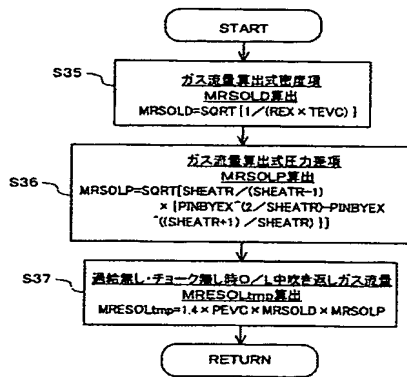 START
S35
ガス流量算出式密度項
MRSOLD算出
MRSOLD=SQRT{1/(REX×TEVC)}
S36
ガス流量算出式圧力差項
MRSOLP算出
MRSOLP=SQRT[SHEATR/(SHEATR-1)
×{PINBYEX^(2/SHEATR)-PINBYEX
^((SHEATR+1)/SHEATR)}]
S37
過給無し・チョーク無し時O/L中吹き返しガス流量
MRESOLtmp算出
MRESOLtmp=1.4×PEVC×MRSOLD×MRSOLP
RETURN